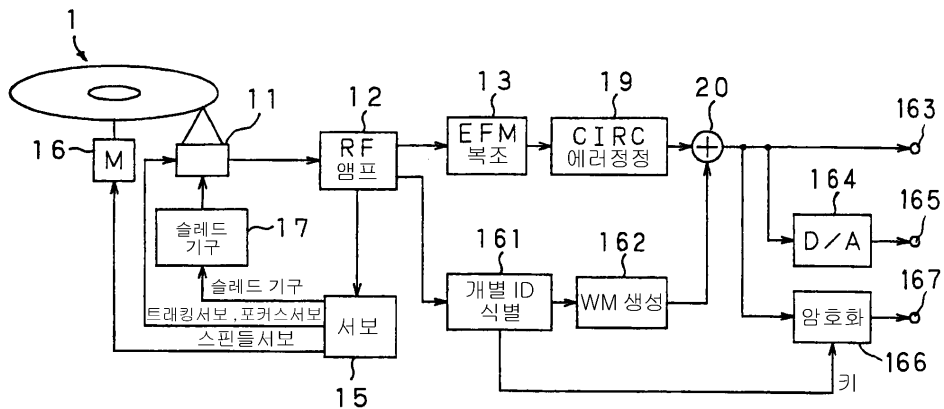 1
11
12
13
19
20
163
16
M
RF
앰프
EFM
복조
CIRC
에러정정
164
165
D/A
슬레드
기구
17
161
162
167
슬레드 기구
개별 ID
식별
WM 생성
암호화
트래킹서보,포커스서보
서보
스핀들서보
166
15
키